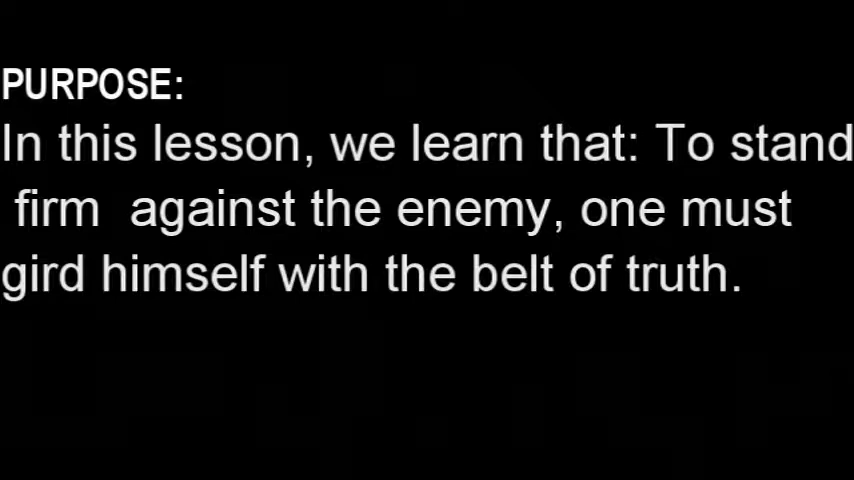 PURPOSE:
In this lesson, we learn that: To stand
firm  against the enemy, one must
gird himself with the belt of truth.